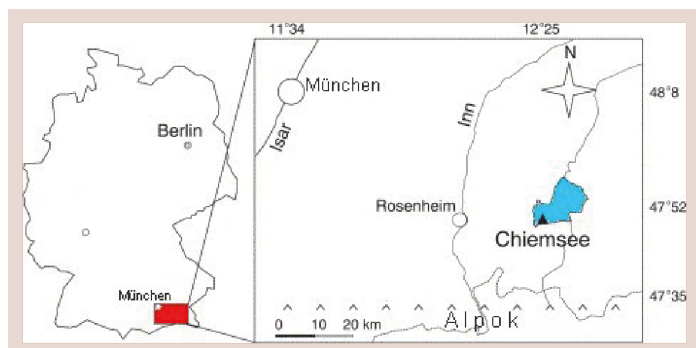 11°34
12°25
N
München
48°8
Inn
Isar
Berlin
Rosenheim
47°52
Chiemsee
München
47°35
0 10 20 km
Alpok